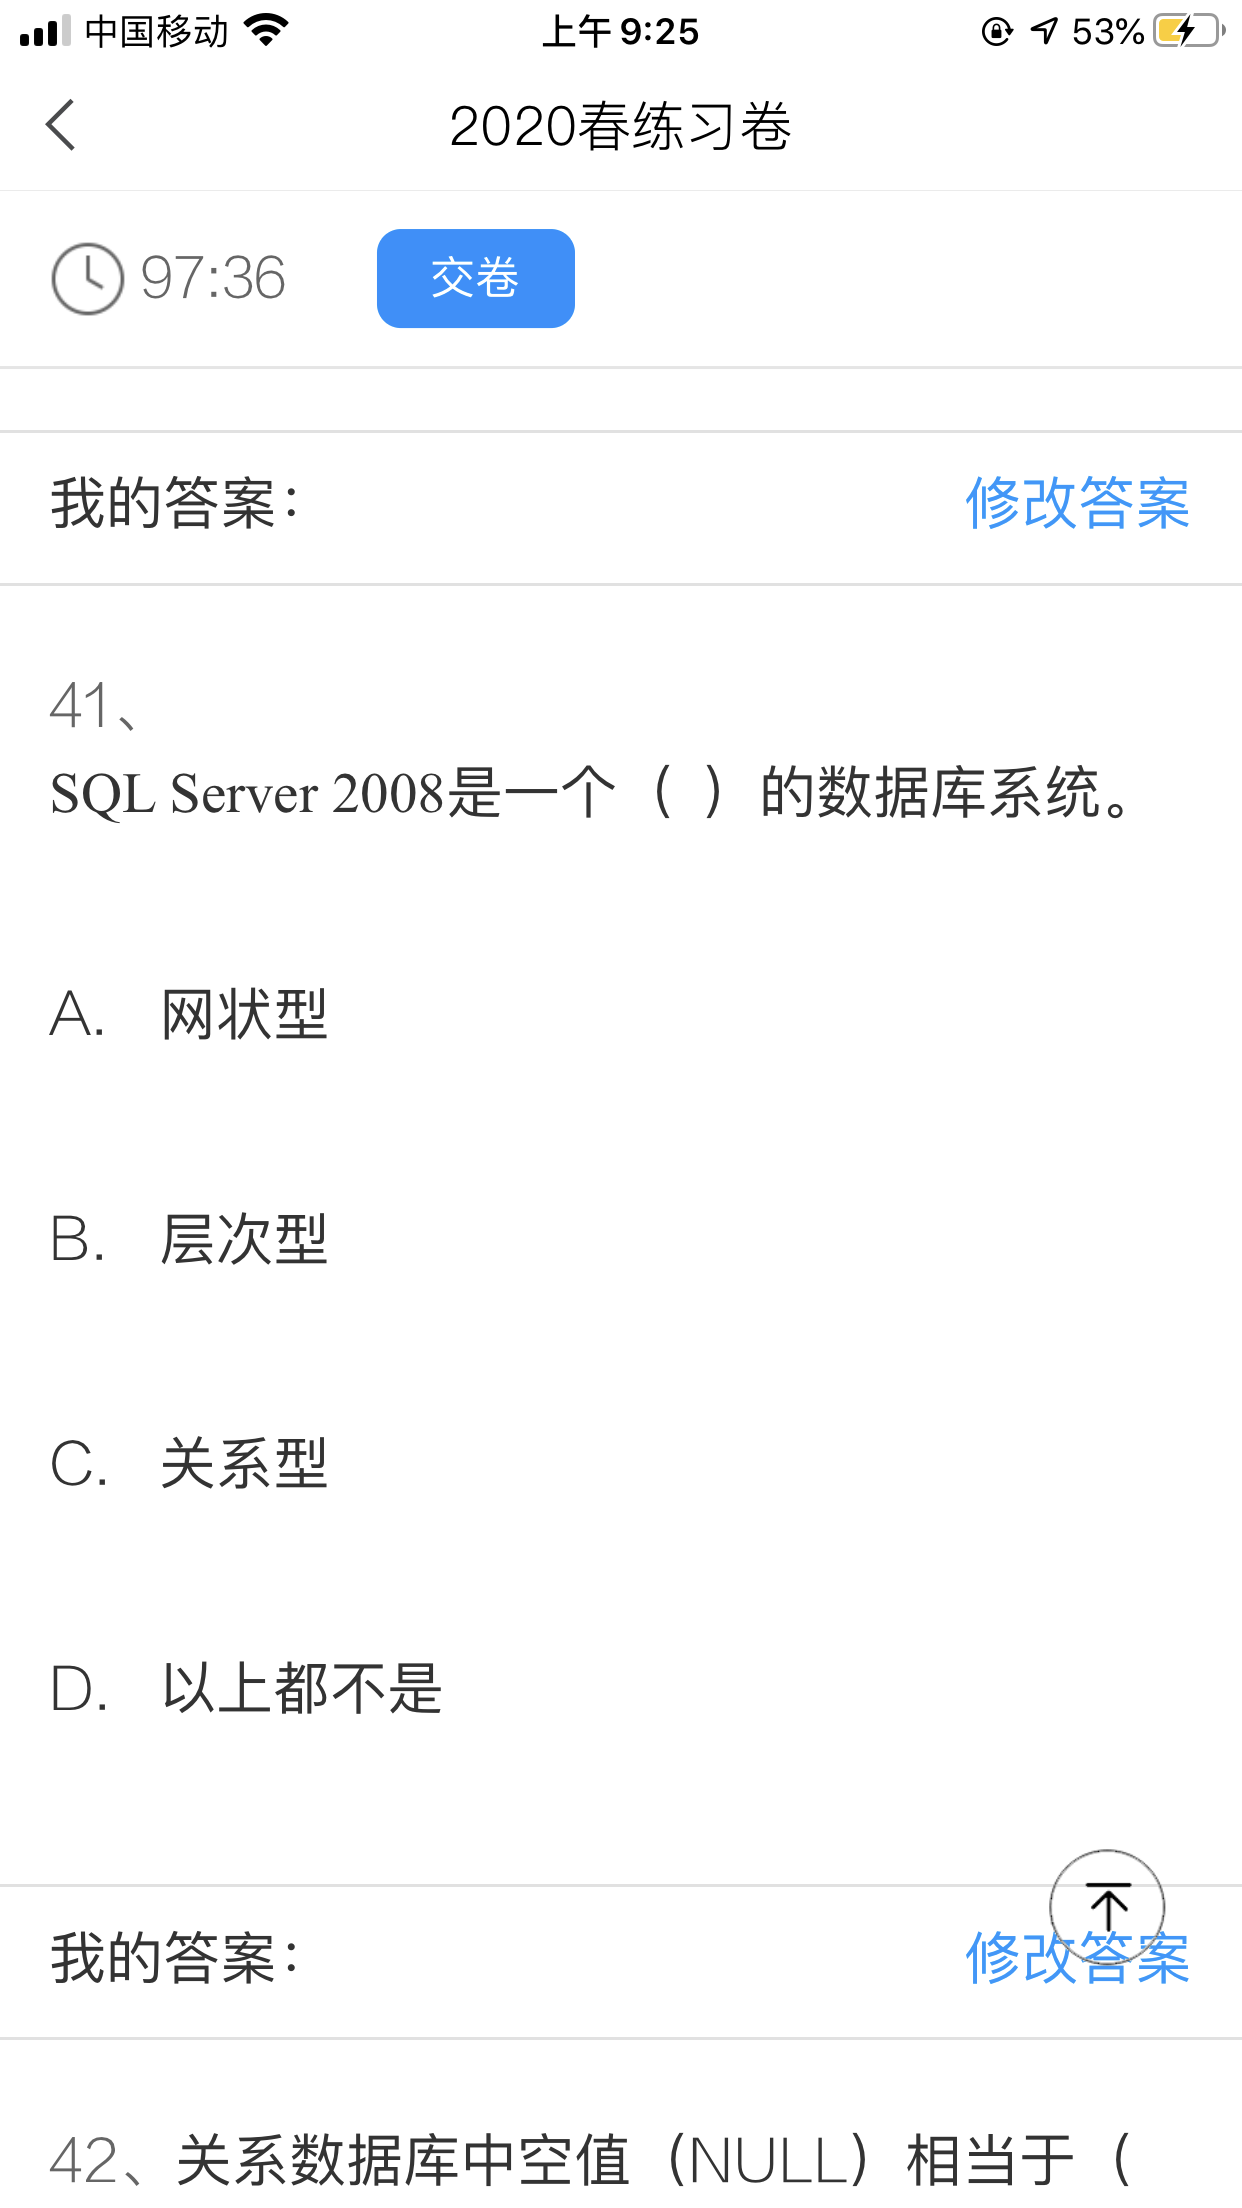 中国移动 上午 9:25 53%
2020春练习卷
97:36 交卷
我的答案： 修改答案
41、
SQL Server 2008是一个（ ）的数据库系统。
A. 网状型
B. 层次型
C. 关系型
D. 以上都不是
我的答案： 修改答案
42、关系数据库中空值（NULL）相当于（